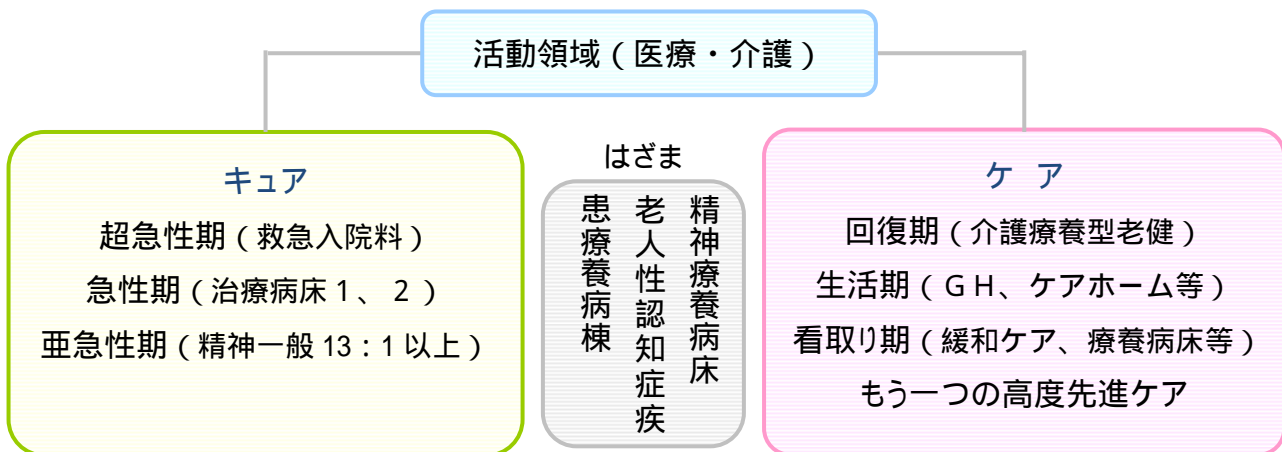 活動領域（医療・介護）
キュア
超急性期（救急入院料）
急性期（治療病床１、２）
亜急性期（精神一般 13：1 以上）
はざま
精神療養病床
老人性認知症疾
患療養病棟
ケ ア
回復期（介護療養型老健）
生活期（ＧＨ、ケアホーム等）
看取り期（緩和ケア、療養病床等）
もう一つの高度先進ケア